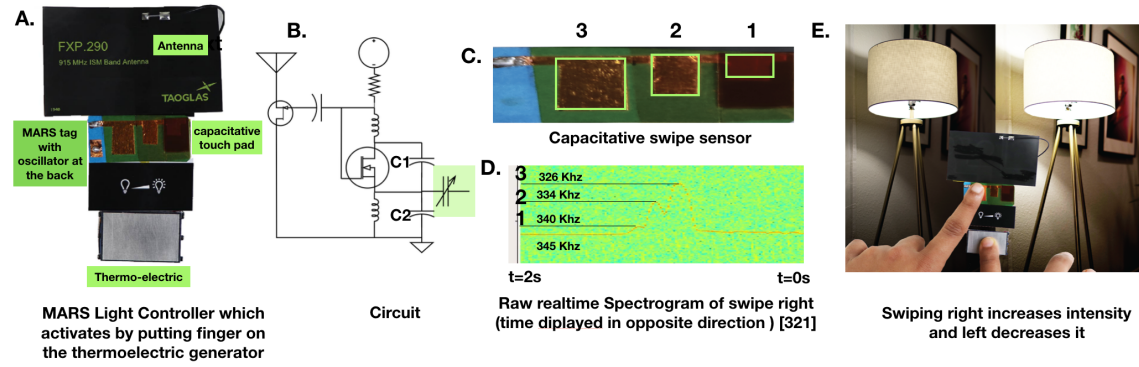 A.
FXP.290
915 MHz ISM Band Antenna
Antenna
TAOGLAS
MARS tag
with
oscillator at
the back
capacitative
touch pad
Thermo-electric
MARS Light Controller which
activates by putting finger on
the thermoelectric generator
B.
C1
C2
Circuit
C.
3 2 1
Capacitative swipe sensor
D.
3 326 Khz
2 334 Khz
1 340 Khz
345 Khz
t=2s t=0s
Raw realtime Spectrogram of swipe right
(time diplayed in opposite direction ) [321]
E.
Swiping right increases intensity
and left decreases it